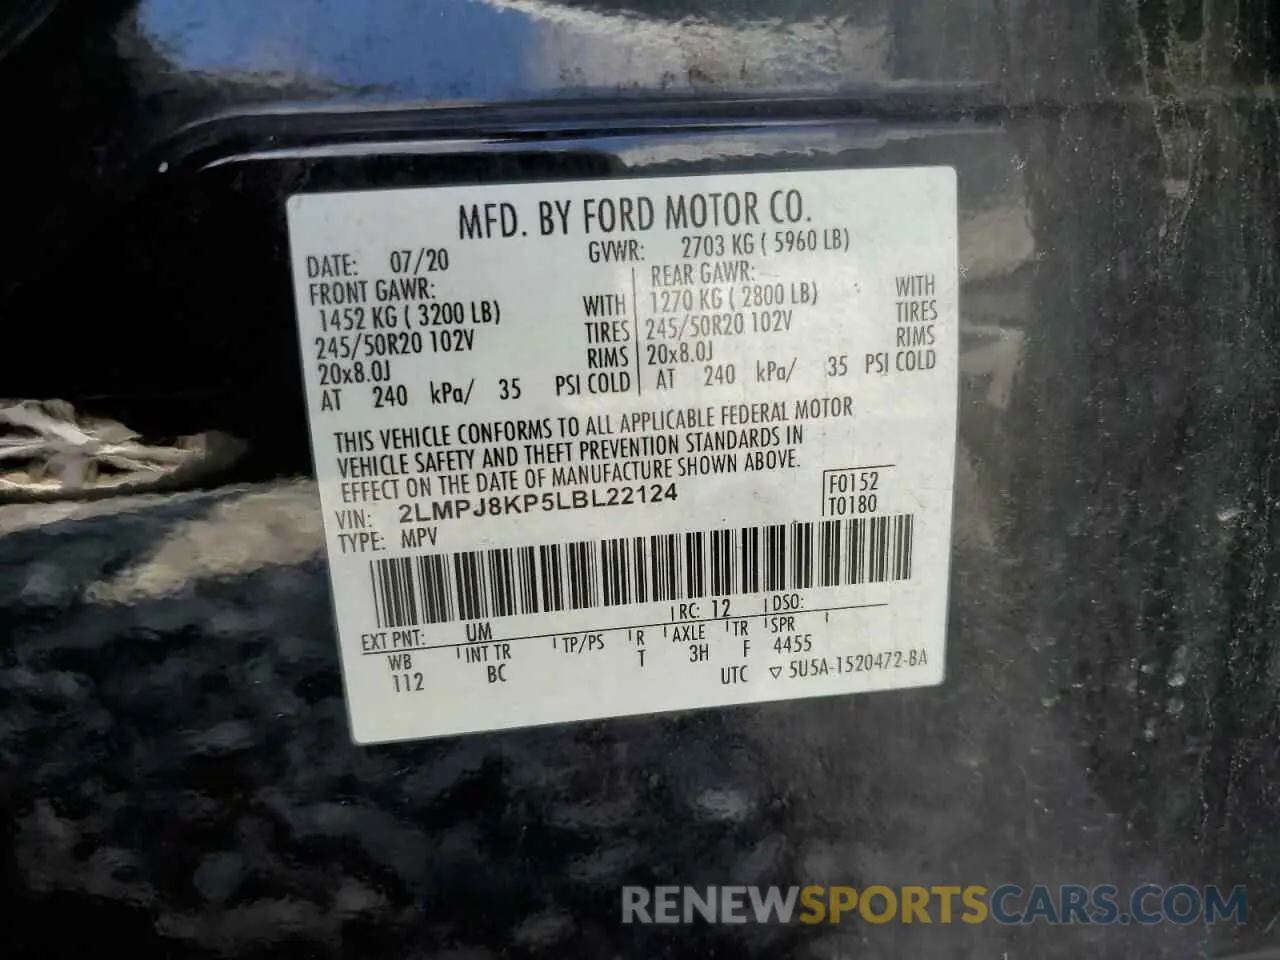 MFD. BY FORD MOTOR CO.
DATE: 07/20 GVWR: 2703 KG ( 5960 LB)
FRONT GAWR: REAR GAWR:
1452 KG ( 3200 LB) WITH 1270 KG ( 2800 LB) WITH
245/50R20 102V TIRES 245/50R20 102V TIRES
20x8.0J RIMS 20x8.0J RIMS
AT 240 kPa/ 35 PSI COLD AT 240 kPa/ 35 PSI COLD
THIS VEHICLE CONFORMS TO ALL APPLICABLE FEDERAL MOTOR
VEHICLE SAFETY AND THEFT PREVENTION STANDARDS IN
EFFECT ON THE DATE OF MANUFACTURE SHOWN ABOVE.
VIN: 2LMPJ8KP5LBL22124 F0152
TYPE: MPV T0180
EXT PNT: UM RC: 12 DSO:
WB INT TR TP/PS R AXLE TR SPR
112 BC T 3H F 4455
UTC ▽ 5U5A-1520472-BA
RENEWSPORTSCARS.COM